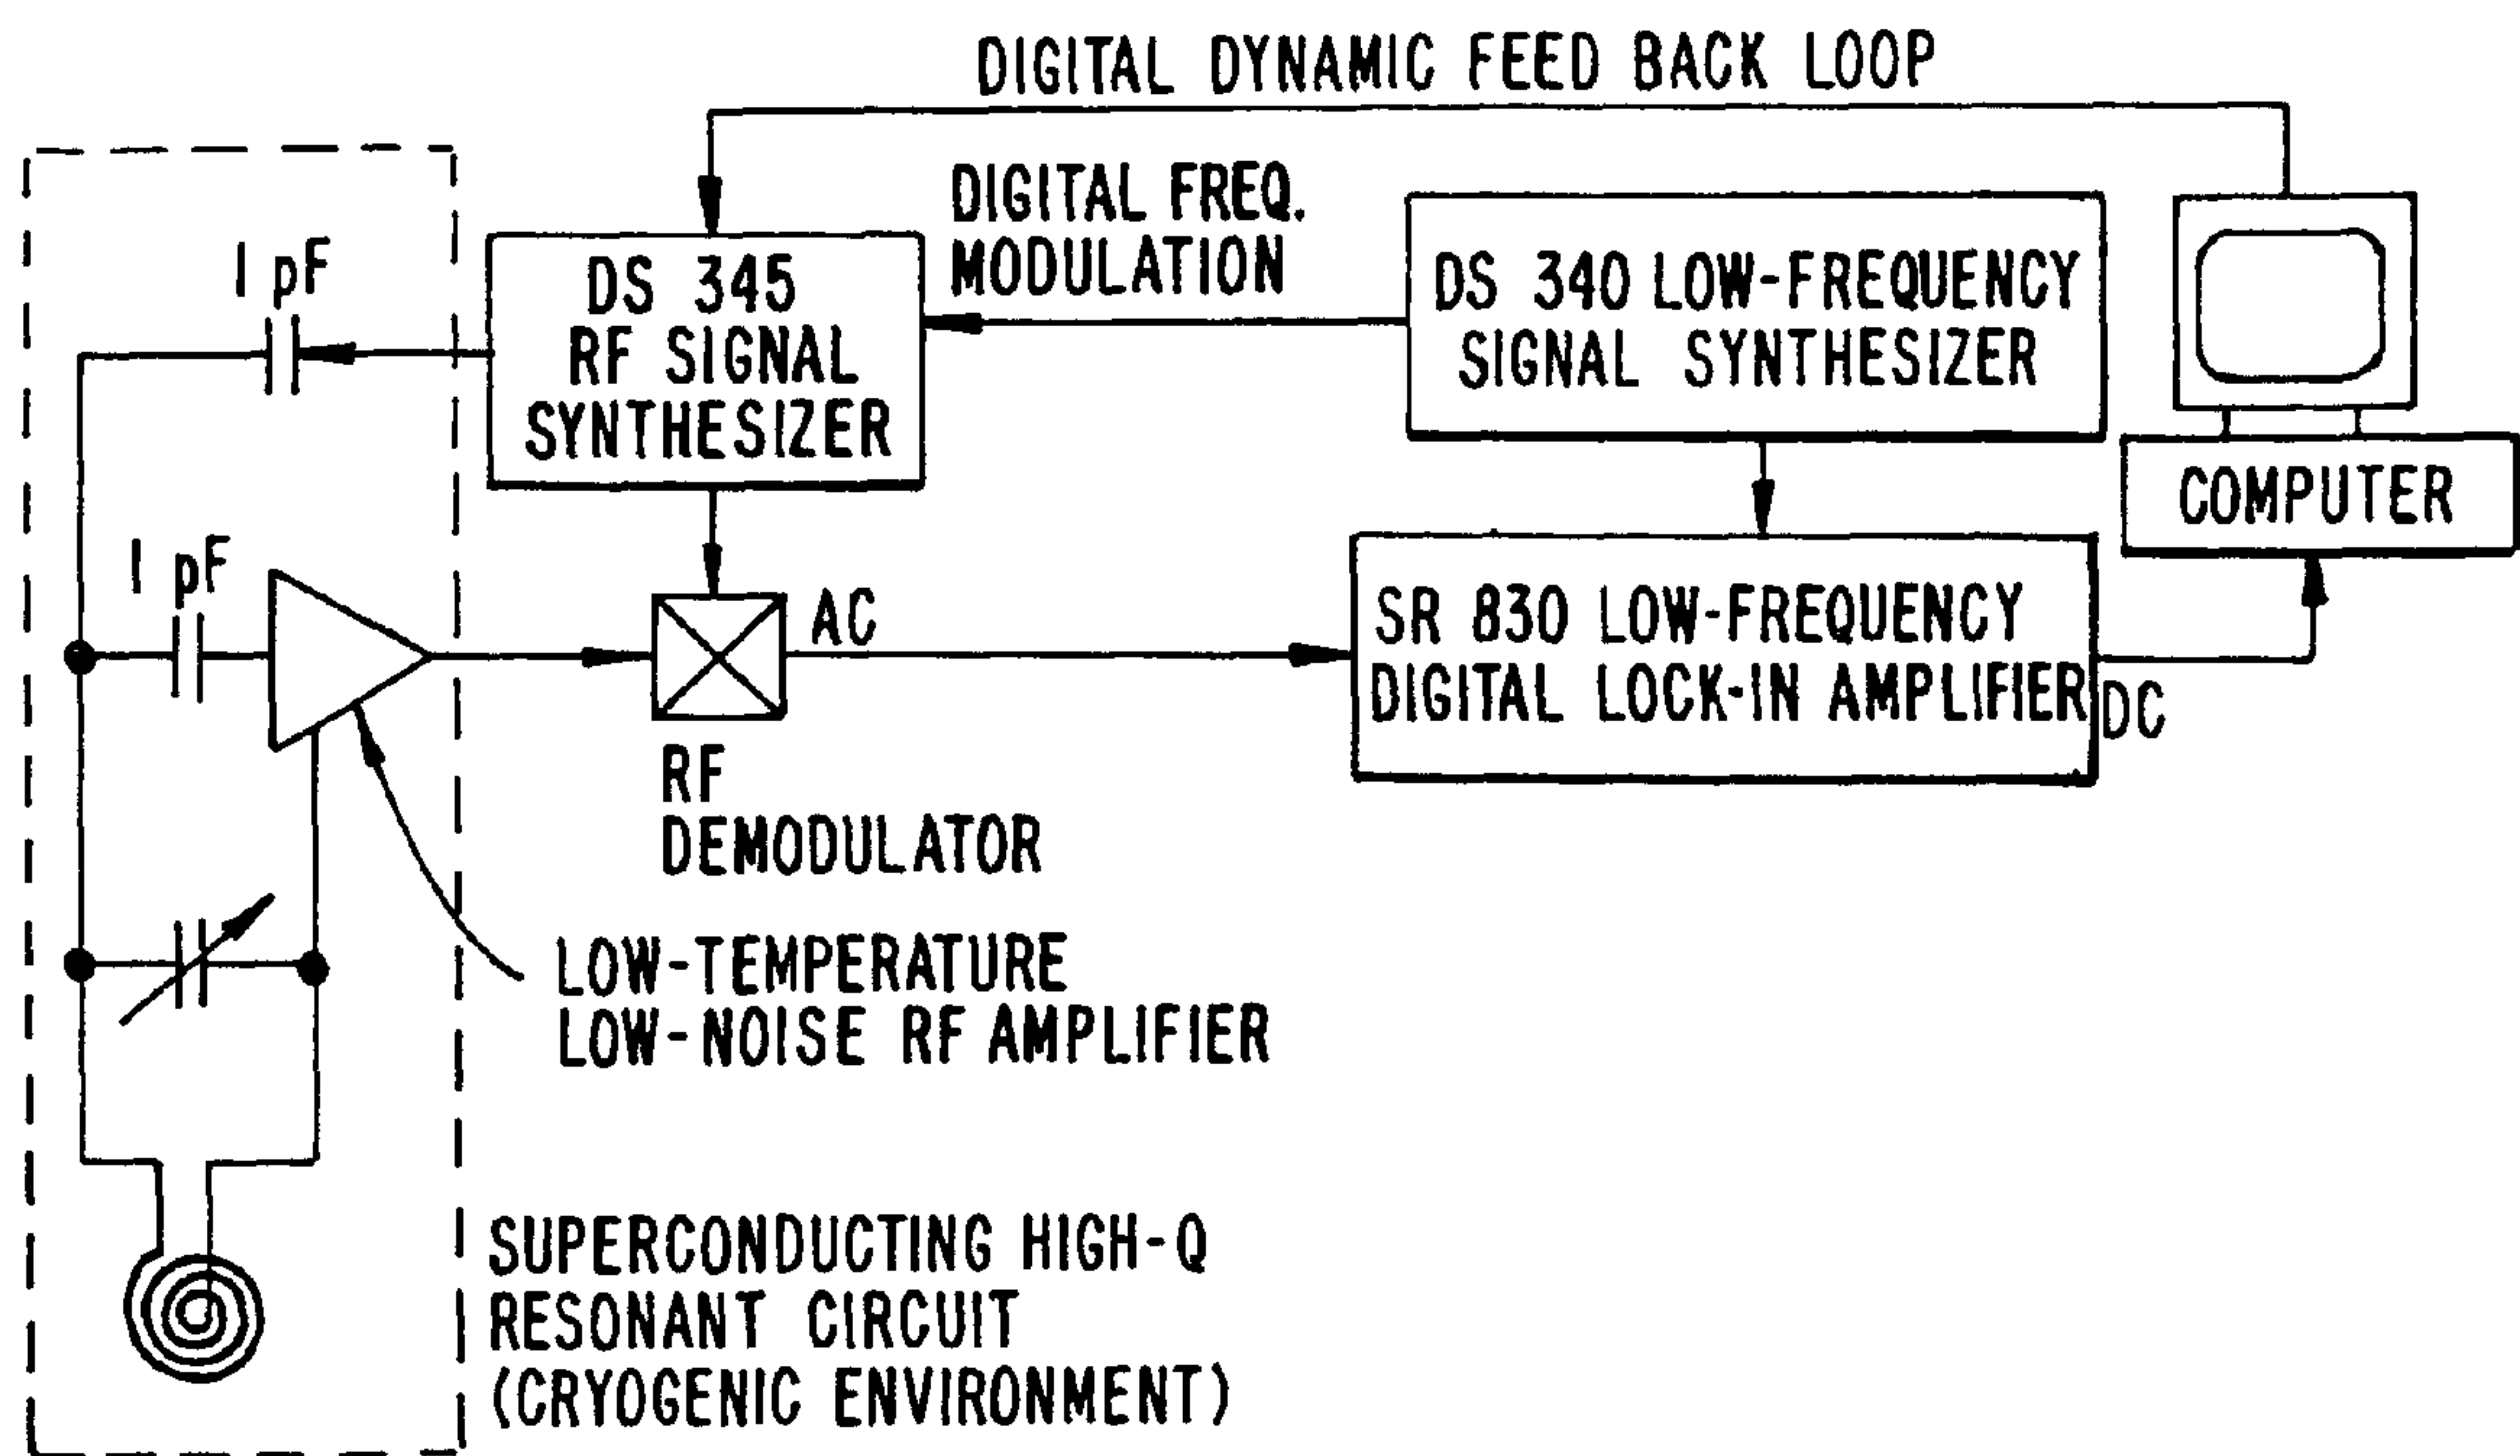 DIGITAL DYNAMIC FEED BACK LOOP
DIGITAL FREQ.
MODULATION
1 pF
DS 345
RF SIGNAL
SYNTHESIZER
DS 340 LOW-FREQUENCY
SIGNAL SYNTHESIZER
COMPUTER
1 pF
AC
SR 830 LOW-FREQUENCY
DIGITAL LOCK-IN AMPLIFIER
DC
RF
DEMODULATOR
LOW-TEMPERATURE
LOW-NOISE RF AMPLIFIER
SUPERCONDUCTING HIGH-Q
RESONANT CIRCUIT
(CRYOGENIC ENVIRONMENT)